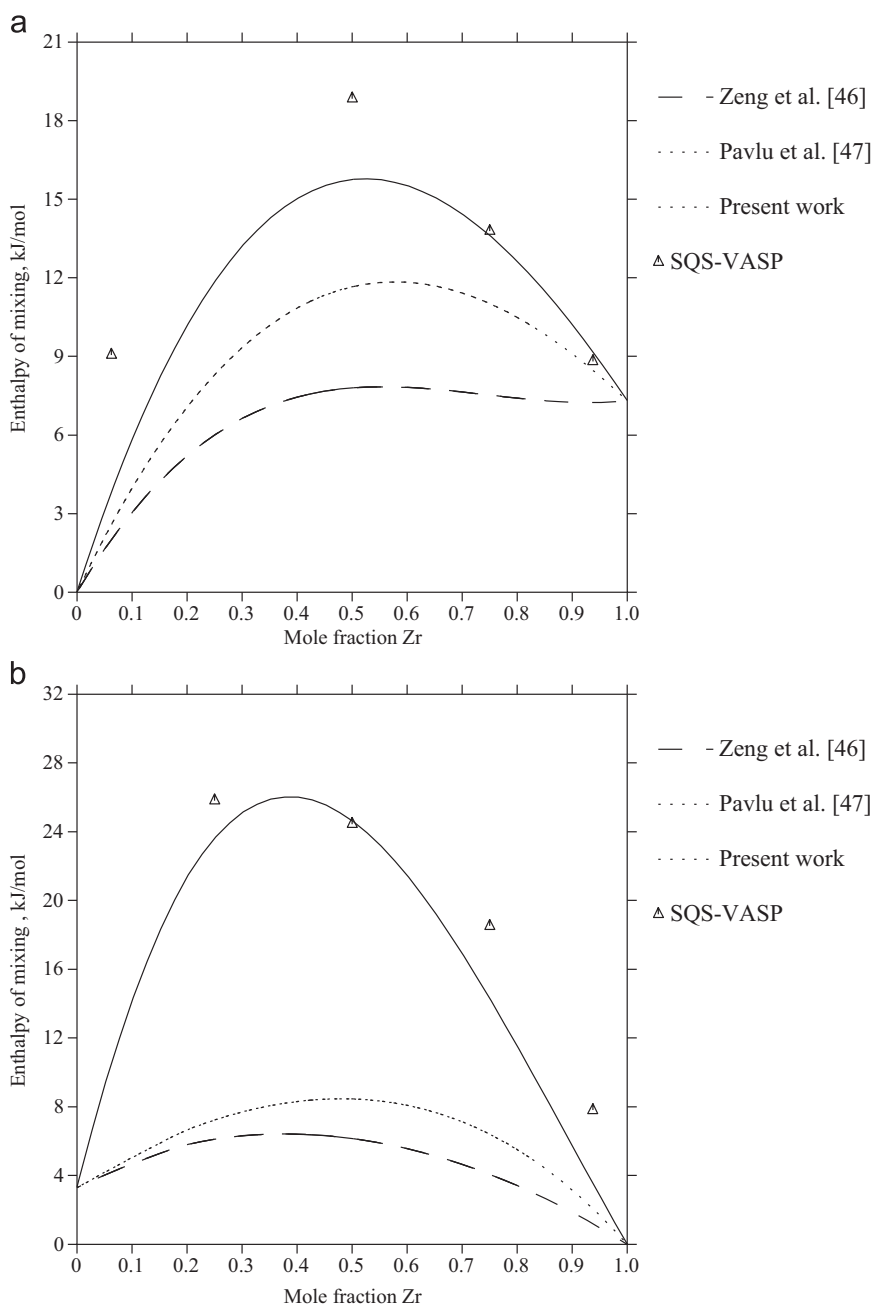 a
21
18
15
12
9
6
3
0
Enthalpy of mixing, kJ/mol
0 0.1 0.2 0.3 0.4 0.5 0.6 0.7 0.8 0.9 1.0
Mole fraction Zr
Zeng et al. [46]
Pavlu et al. [47]
Present work
SQS-VASP
b
32
28
24
20
16
12
8
4
0
Enthalpy of mixing , kJ/mol
0 0.1 0.2 0.3 0.4 0.5 0.6 0.7 0.8 0.9 1.0
Mole fraction Zr
Zeng et al. [46]
Pavlu et al. [47]
Present work
SQS-VASP